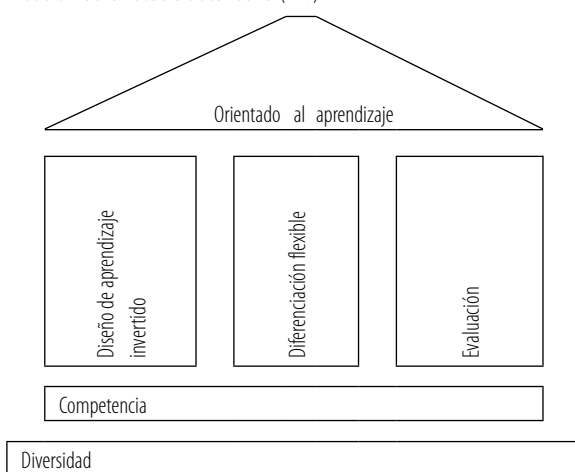 Orientado al aprendizaje
Diseño de aprendizaje
invertido
Diferenciación flexible
Evaluación
Competencia
Diversidad